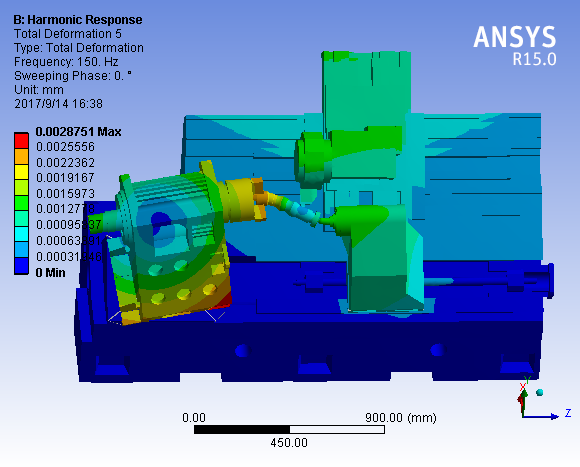 B: Harmonic Response
Total Deformation 5
Type: Total Deformation
Frequency: 150. Hz
Sweeping Phase: 0. °
Unit: mm
2017/9/14 16:38
ANSYS
R15.0
0.0028751 Max
0.0025556
0.0022362
0.0019167
0.0015973
0 Min
0.00
900.00 (mm)
450.00
Y
X
Z